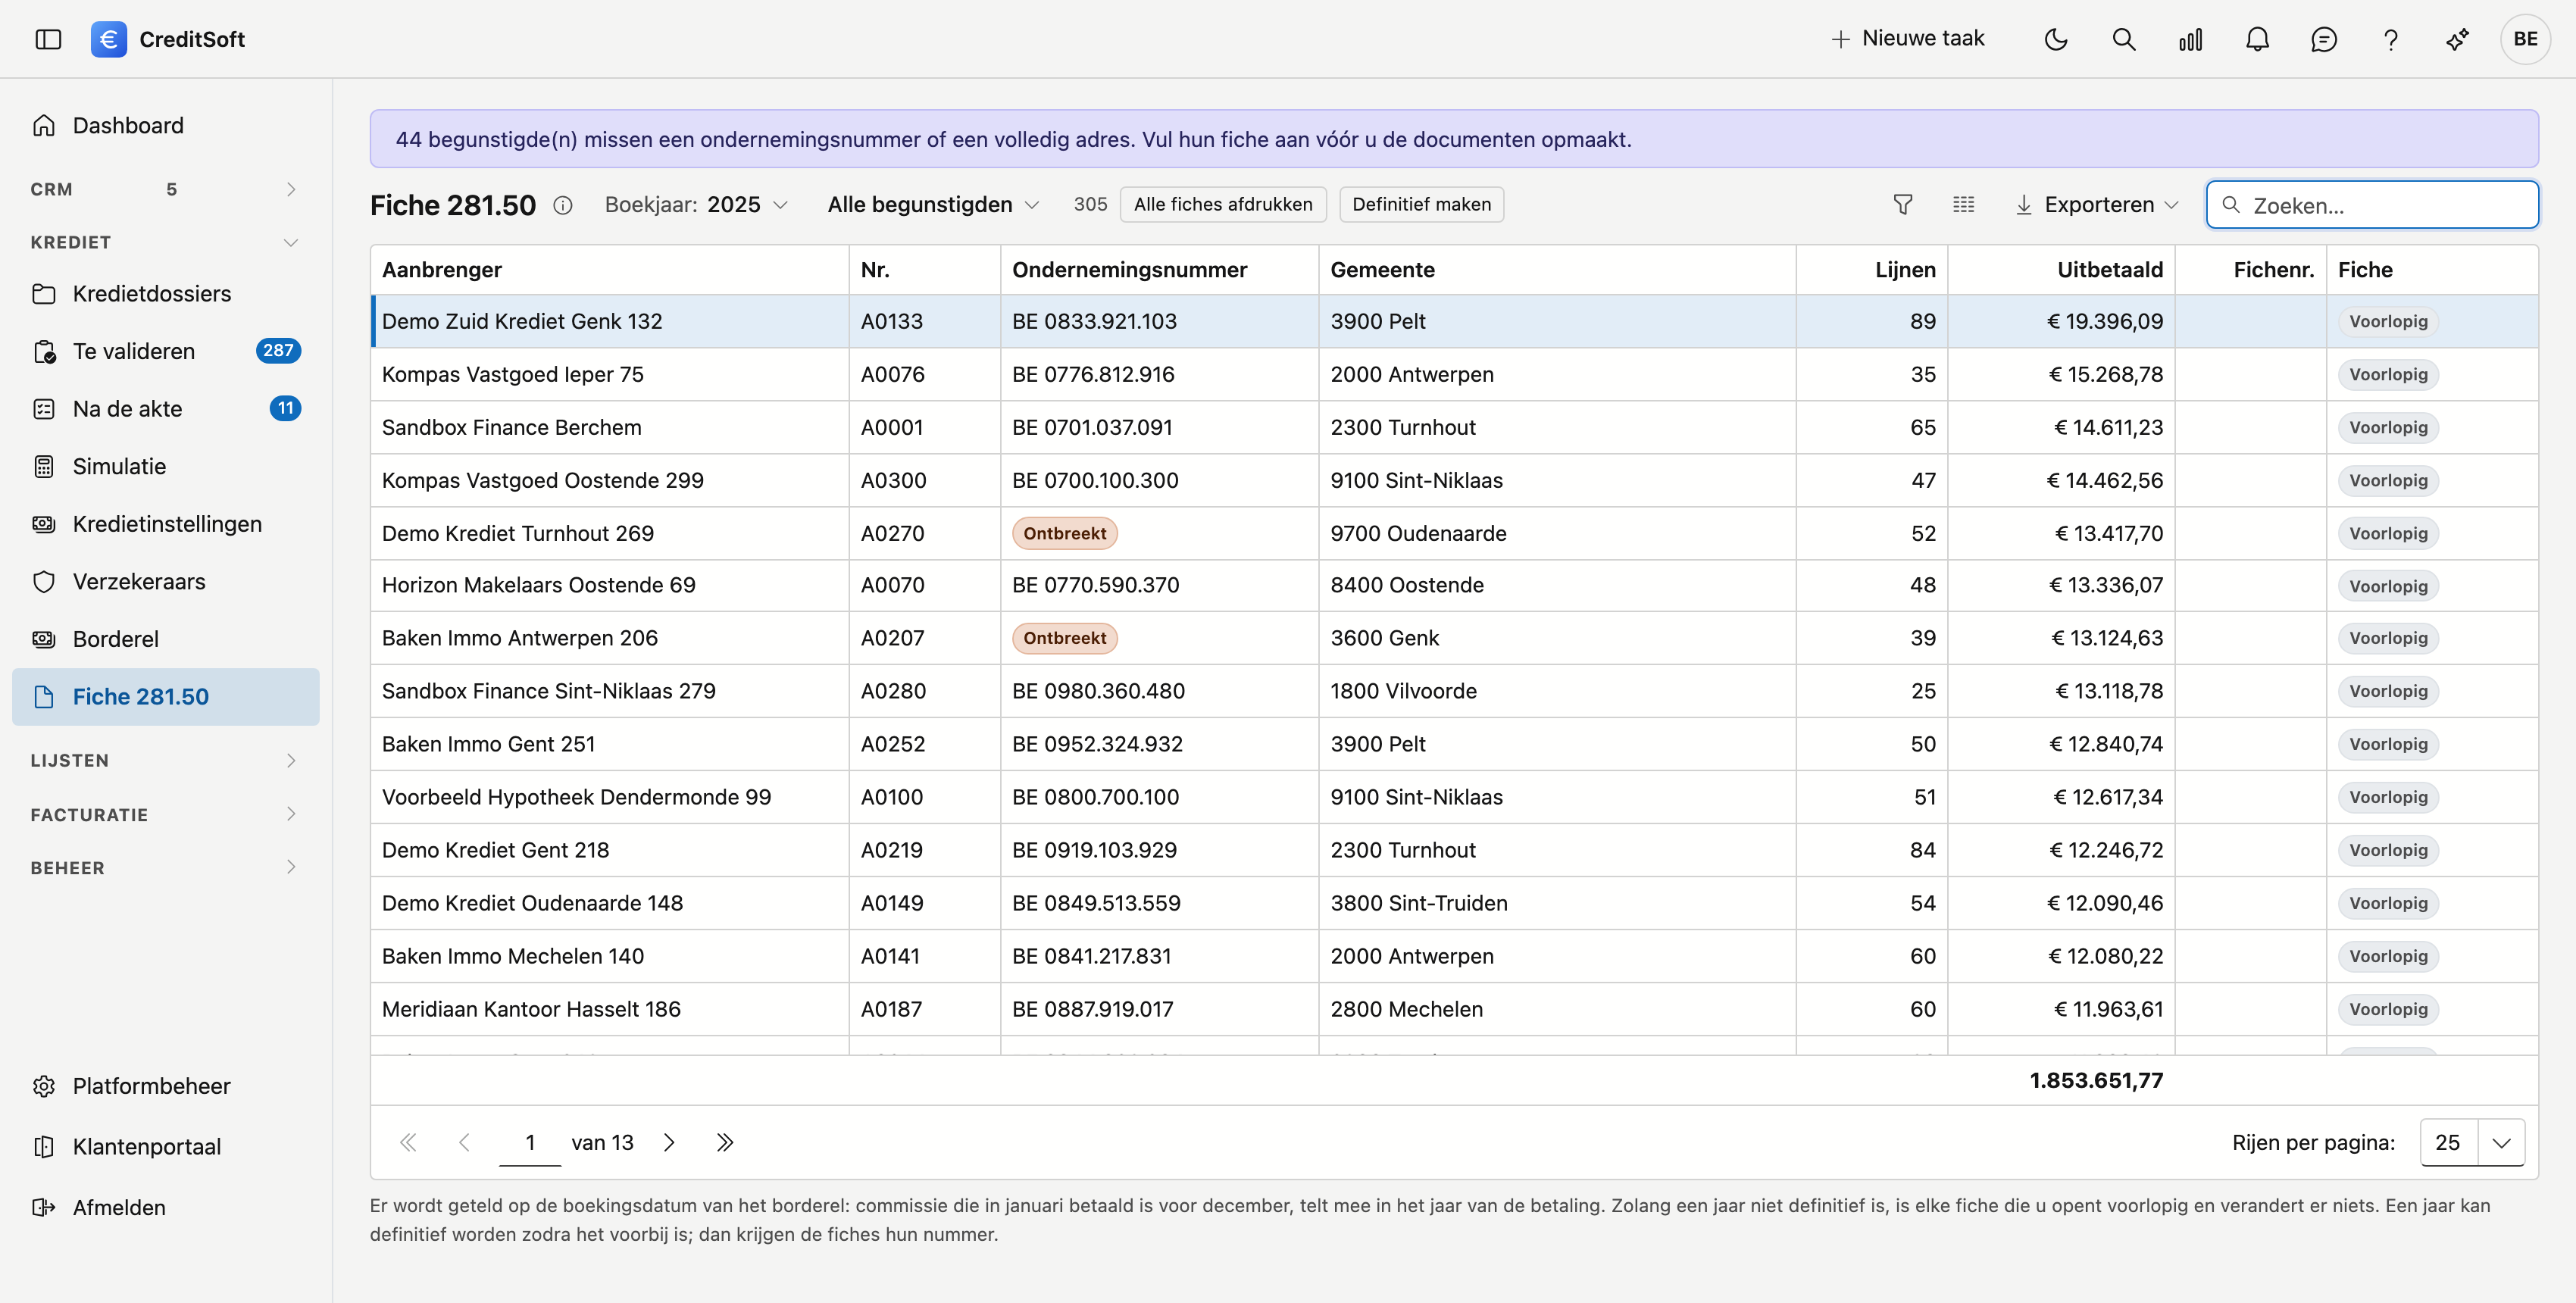 CreditSoft
Nieuwe taak
BE
Dashboard
CRM 5
KREDIET
Kredietdossiers
Te valideren 287
Na de akte 11
Simulatie
Kredietinstellingen
Verzekeraars
Borderel
Fiche 281.50
LIJSTEN
FACTURATIE
BEHEER
Platformbeheer
Klantenportaal
Afmelden
44 begunstigde(n) missen een ondernemingsnummer of een volledig adres. Vul hun fiche aan vóór u de documenten opmaakt.
Fiche 281.50 Boekjaar: 2025 Alle begunstigden 305 Alle fiches afdrukken Definitief maken Exporteren Zoeken...
Aanbrenger Nr. Ondernemingsnummer Gemeente Lijnen Uitbetaald Fichenr. Fiche
Demo Zuid Krediet Genk 132 A0133 BE 0833.921.103 3900 Pelt 89 € 19.396,09 Voorlopig
Kompas Vastgoed Ieper 75 A0076 BE 0776.812.916 2000 Antwerpen 35 € 15.268,78 Voorlopig
Sandbox Finance Berchem A0001 BE 0701.037.091 2300 Turnhout 65 € 14.611,23 Voorlopig
Kompas Vastgoed Oostende 299 A0300 BE 0700.100.300 9100 Sint-Niklaas 47 € 14.462,56 Voorlopig
Demo Krediet Turnhout 269 A0270 Ontbreekt 9700 Oudenaarde 52 € 13.417,70 Voorlopig
Horizon Makelaars Oostende 69 A0070 BE 0770.590.370 8400 Oostende 48 € 13.336,07 Voorlopig
Baken Immo Antwerpen 206 A0207 Ontbreekt 3600 Genk 39 € 13.124,63 Voorlopig
Sandbox Finance Sint-Niklaas 279 A0280 BE 0980.360.480 1800 Vilvoorde 25 € 13.118,78 Voorlopig
Baken Immo Gent 251 A0252 BE 0952.324.932 3900 Pelt 50 € 12.840,74 Voorlopig
Voorbeeld Hypotheek Dendermonde 99 A0100 BE 0800.700.100 9100 Sint-Niklaas 51 € 12.617,34 Voorlopig
Demo Krediet Gent 218 A0219 BE 0919.103.929 2300 Turnhout 84 € 12.246,72 Voorlopig
Demo Krediet Oudenaarde 148 A0149 BE 0849.513.559 3800 Sint-Truiden 54 € 12.090,46 Voorlopig
Baken Immo Mechelen 140 A0141 BE 0841.217.831 2000 Antwerpen 60 € 12.080,22 Voorlopig
Meridiaan Kantoor Hasselt 186 A0187 BE 0887.919.017 2800 Mechelen 60 € 11.963,61 Voorlopig
1.853.651,77
1 van 13 Rijen per pagina: 25
Er wordt geteld op de boekingsdatum van het borderel: commissie die in januari betaald is voor december, telt mee in het jaar van de betaling. Zolang een jaar niet definitief is, is elke fiche die u opent voorlopig en verandert er niets. Een jaar kan
definitief worden zodra het voorbij is; dan krijgen de fiches hun nummer.